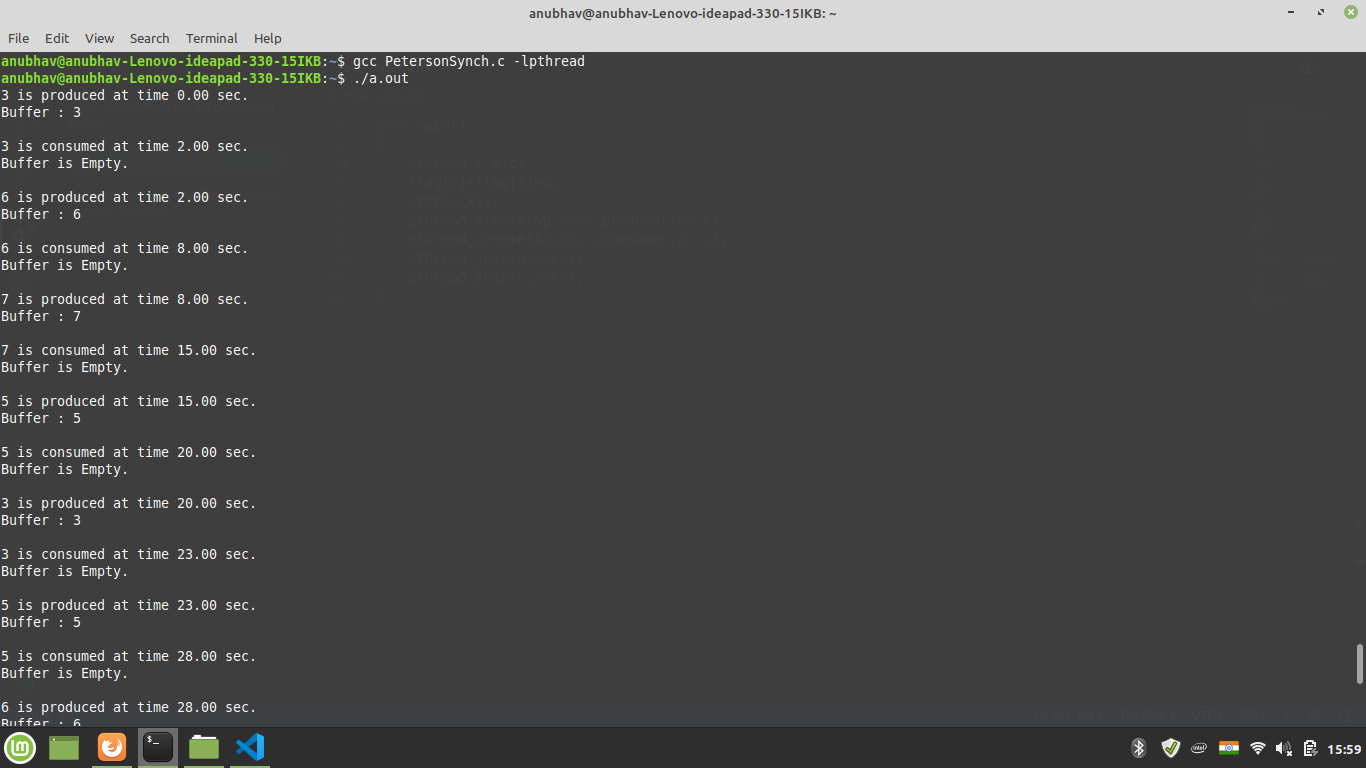 anubhav@anubhav-Lenovo-ideapad-330-15IKB: ~
File Edit View Search Terminal Help
anubhav@anubhav-Lenovo-ideapad-330-15IKB:~$ gcc PetersonSynch.c -lpthread
anubhav@anubhav-Lenovo-ideapad-330-15IKB:~$ ./a.out
3 is produced at time 0.00 sec.
Buffer : 3
3 is consumed at time 2.00 sec.
Buffer is Empty.
6 is produced at time 2.00 sec.
Buffer : 6
6 is consumed at time 8.00 sec.
Buffer is Empty.
7 is produced at time 8.00 sec.
Buffer : 7
7 is consumed at time 15.00 sec.
Buffer is Empty.
5 is produced at time 15.00 sec.
Buffer : 5
5 is consumed at time 20.00 sec.
Buffer is Empty.
3 is produced at time 20.00 sec.
Buffer : 3
3 is consumed at time 23.00 sec.
Buffer is Empty.
5 is produced at time 23.00 sec.
Buffer : 5
5 is consumed at time 28.00 sec.
Buffer is Empty.
6 is produced at time 28.00 sec.
Buffer : 6
intel
15:59